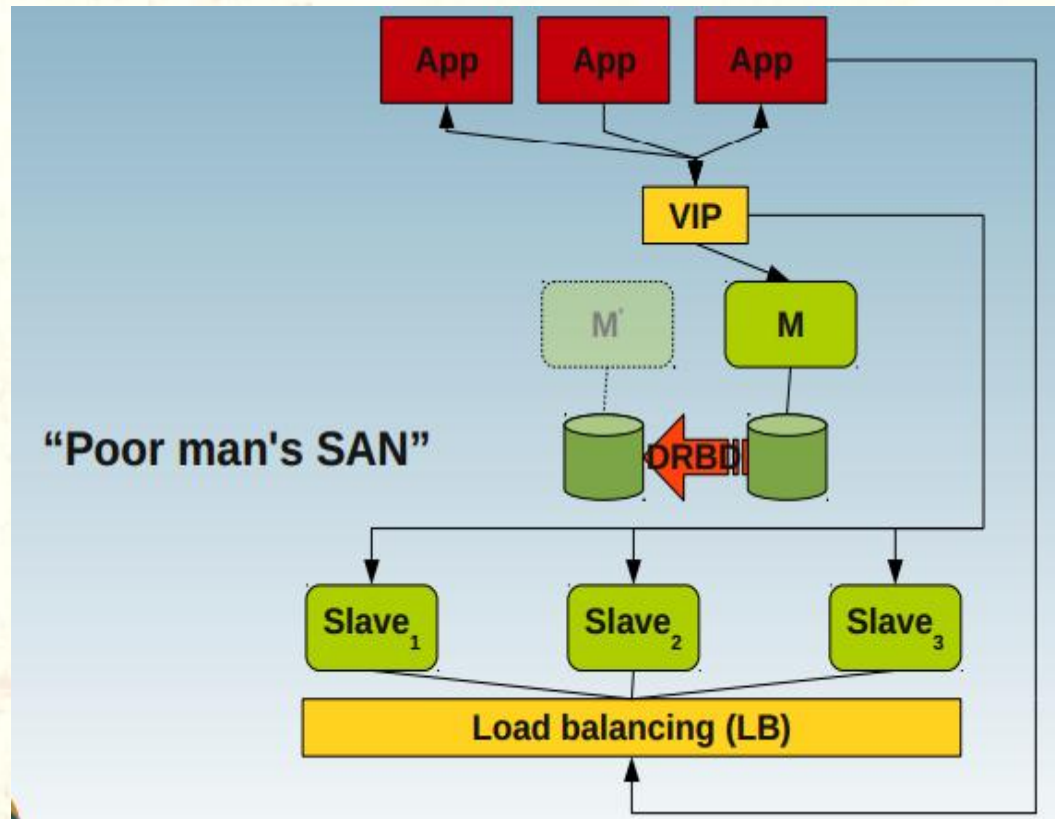 App App App
VIP
M' M
“Poor man's SAN”
DRBD
Slave1 Slave2 Slave3
Load balancing (LB)